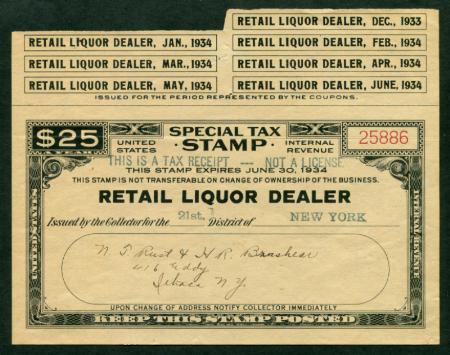 RETAIL LIQUOR DEALER, DEC., 1933
RETAIL LIQUOR DEALER, JAN., 1934 RETAIL LIQUOR DEALER, FEB., 1934
RETAIL LIQUOR DEALER, MAR., 1934 RETAIL LIQUOR DEALER, APR., 1934
RETAIL LIQUOR DEALER, MAY, 1934 RETAIL LIQUOR DEALER, JUNE, 1934
ISSUED FOR THE PERIOD REPRESENTED BY THE COUPONS.
$25 SPECIAL TAX 25886
A YEAR UNITED STATES STAMP INTERNAL REVENUE
THIS IS A TAX RECEIPT — NOT A LICENSE
THIS STAMP EXPIRES JUNE 30, 1934
THIS STAMP IS NOT TRANSFERABLE ON CHANGE OF OWNERSHIP OF THE BUSINESS.
RETAIL LIQUOR DEALER
Issued by the Collector for the 21st. District of NEW YORK
N. T. Rust & H. R. Brashear
416 Eddy
Ithaca N.Y.
UPON CHANGE OF ADDRESS NOTIFY COLLECTOR IMMEDIATELY
KEEP THIS STAMP POSTED
UNITED STATES
INTERNAL REVENUE